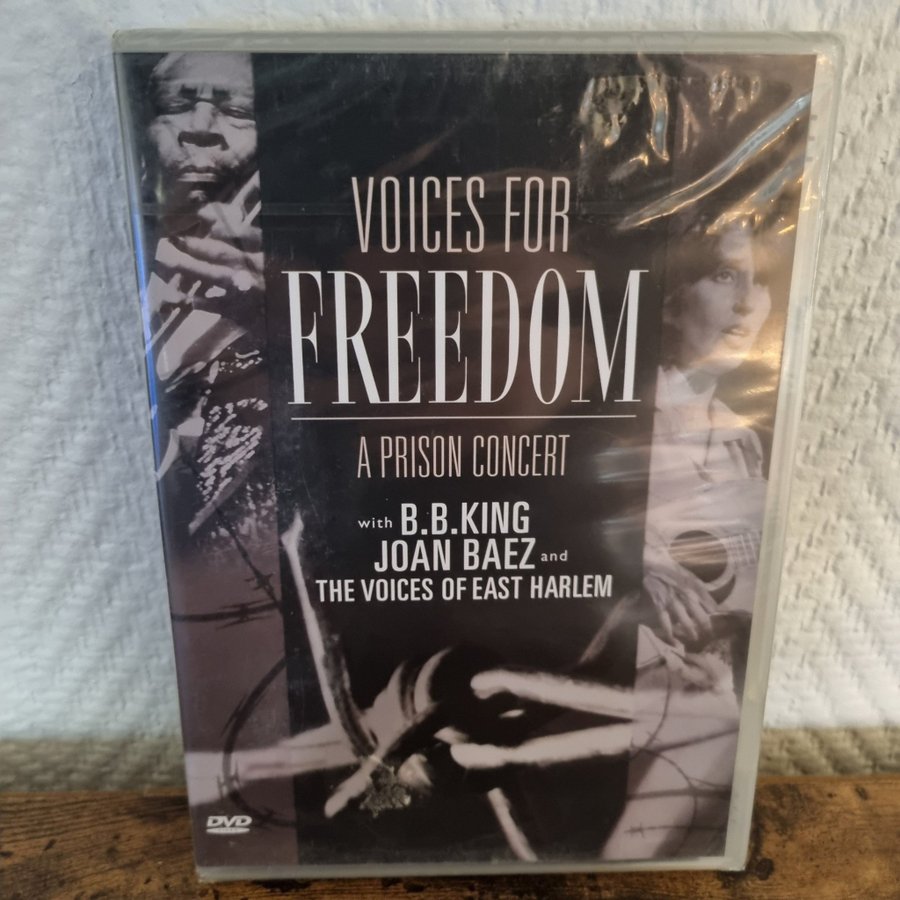 VOICES FOR
FREEDOM
A PRISON CONCERT
with B.B.KING
JOAN BAEZ and
THE VOICES OF EAST HARLEM
DVD